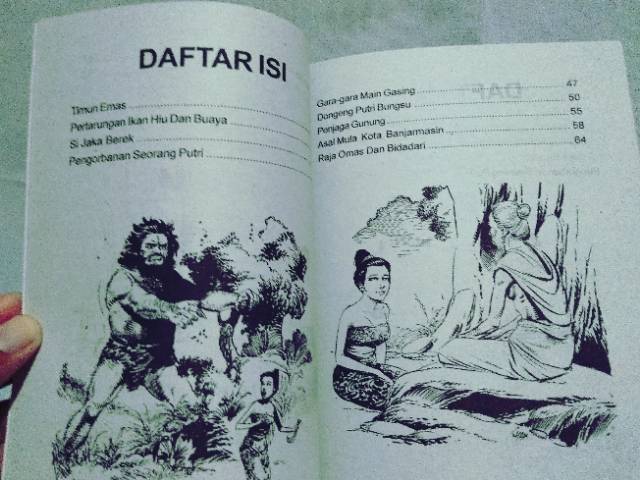 DAFTAR ISI
Timun Emas
Pertarungan Ikan Hiu Dan Buaya
Si Jaka Berek
Pengorbanan Seorang Putri
Gara-gara Main Gasing 47
Dongeng Putri Bungsu 50
Penjaga Gunung 55
Asal Mula Kota Banjarmasin 58
Raja Omas Dan Bidadari 64